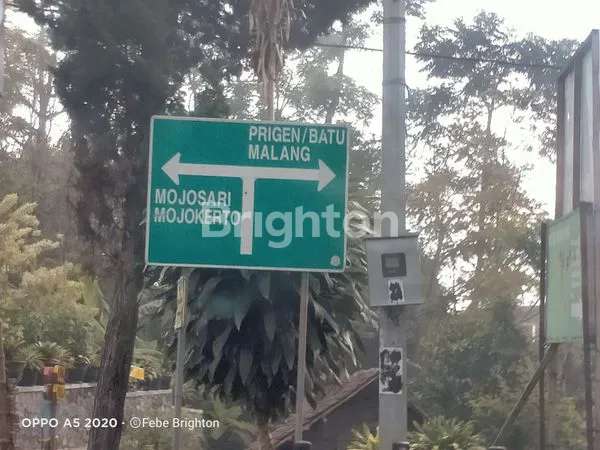 PRIGEN/BATU
MALANG
MOJOSARI
MOJOKERTO
Brighton
OPPO A5 2020 ©Febe Brighton